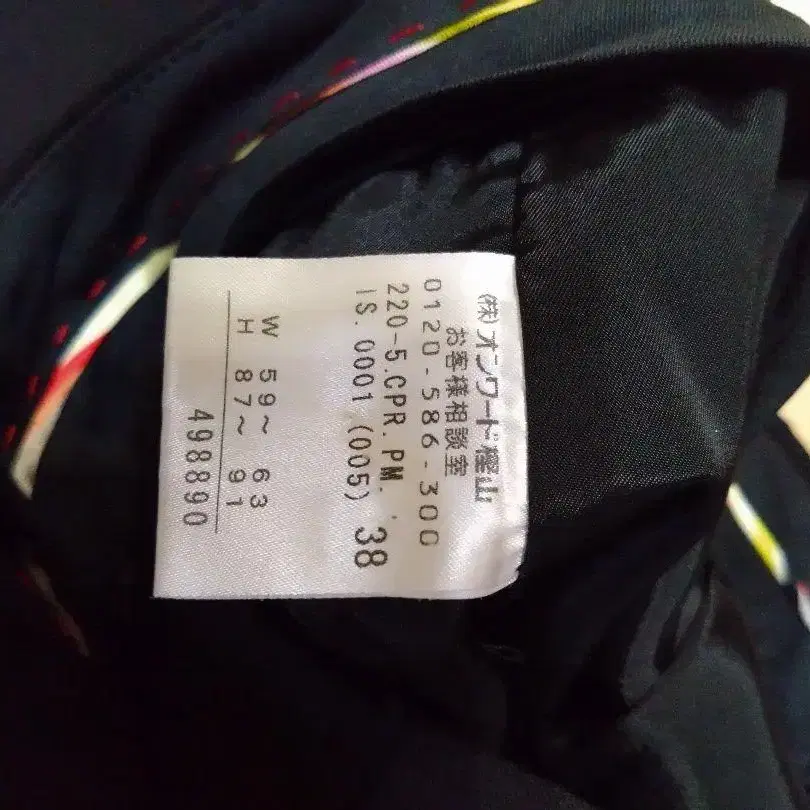 (株)オンワード樫山
お客様相談室
0120-586-300
220-5.CPR.PM.'
IS.0001(005) 38
W 59～ 63
H 87～ 91
498890